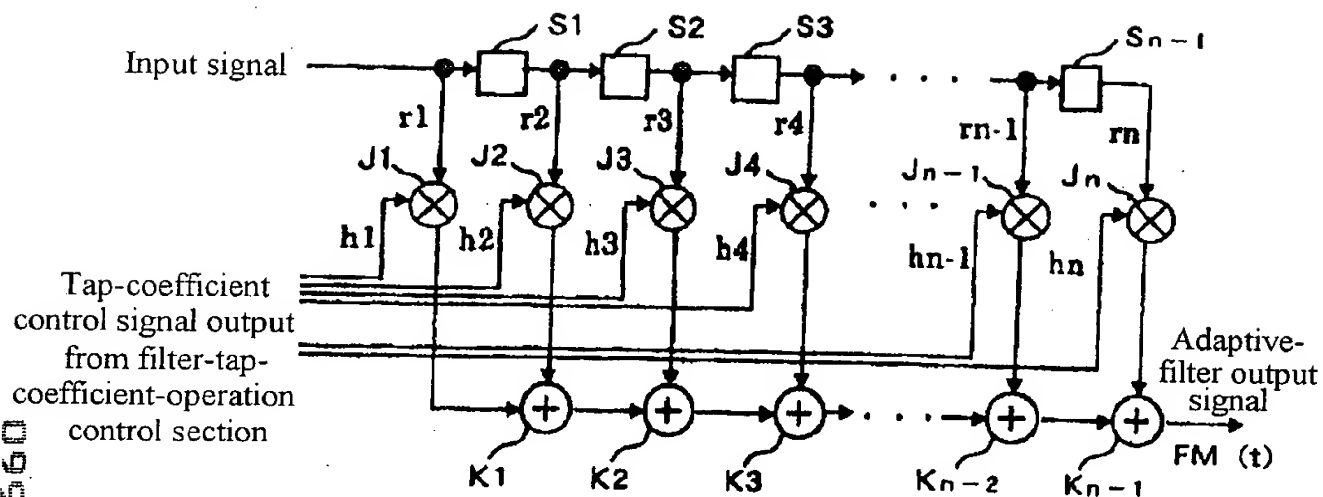 S1 S2 S3 Sn-1
Input signal
r1 r2 r3 r4 rn-1 rn
J1 J2 J3 J4 Jn-1 Jn
h1 h2 h3 h4 hn-1 hn
Tap-coefficient
control signal output
from filter-tap-
coefficient-operation
control section
Adaptive-
filter output
signal
FM (t)
K1 K2 K3 Kn-2 Kn-1